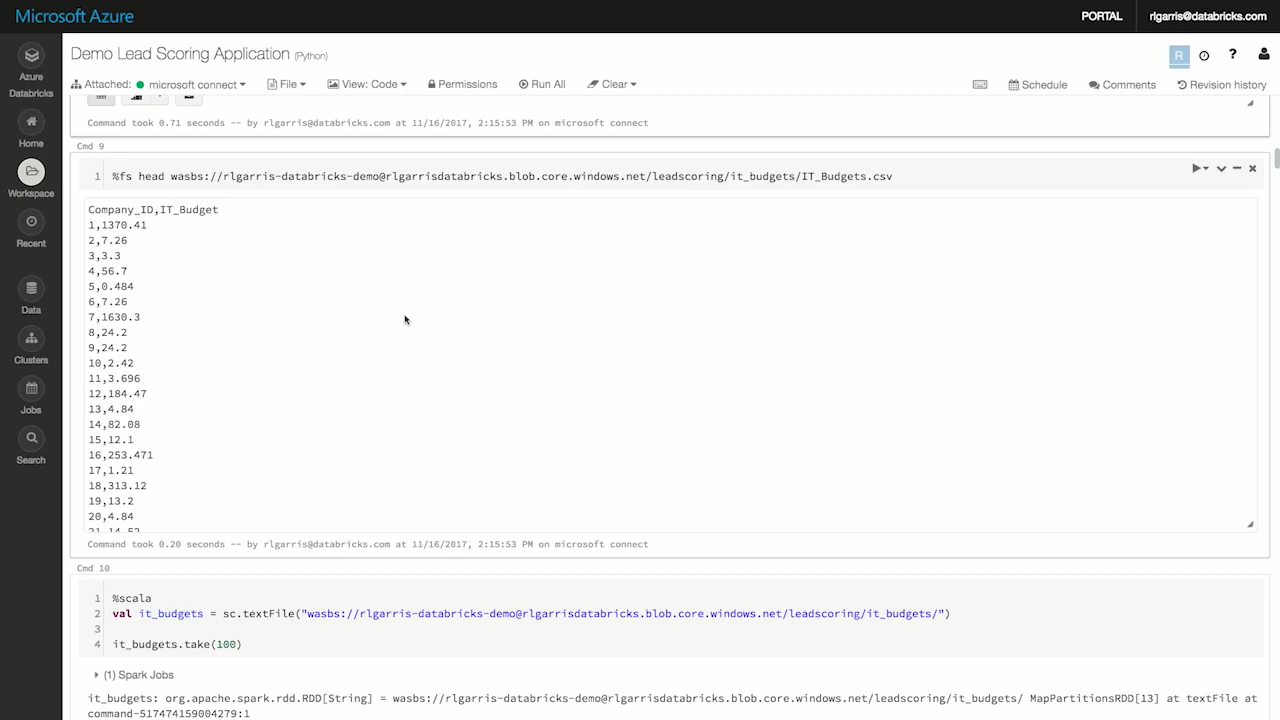 Microsoft Azure
PORTAL
rlgarris@databricks.com
Azure
Databricks
Home
Workspace
Recent
Data
Clusters
Jobs
Search
Demo Lead Scoring Application (Python)
R
?
Attached: microsoft connect
File
View: Code
Permissions
Run All
Clear
Schedule
Comments
Revision history
Command took 0.71 seconds -- by rlgarris@databricks.com at 11/16/2017, 2:15:53 PM on microsoft connect
Cmd 9
1 %fs head wasbs://rlgarris-databricks-demo@rlgarrisdatabricks.blob.core.windows.net/leadscoring/it_budgets/IT_Budgets.csv
Company_ID,IT_Budget
1,1370.41
2,7.26
3,3.3
4,56.7
5,0.484
6,7.26
7,1630.3
8,24.2
9,24.2
10,2.42
11,3.696
12,184.47
13,4.84
14,82.08
15,12.1
16,253.471
17,1.21
18,313.12
19,13.2
20,4.84
21,14.52
Command took 0.20 seconds -- by rlgarris@databricks.com at 11/16/2017, 2:15:53 PM on microsoft connect
Cmd 10
1 %scala
2 val it_budgets = sc.textFile("wasbs://rlgarris-databricks-demo@rlgarrisdatabricks.blob.core.windows.net/leadscoring/it_budgets/")
3
4 it_budgets.take(100)
(1) Spark Jobs
it_budgets: org.apache.spark.rdd.RDD[String] = wasbs://rlgarris-databricks-demo@rlgarrisdatabricks.blob.core.windows.net/leadscoring/it_budgets/ MapPartitionsRDD[13] at textFile at
command-517474159004279:1